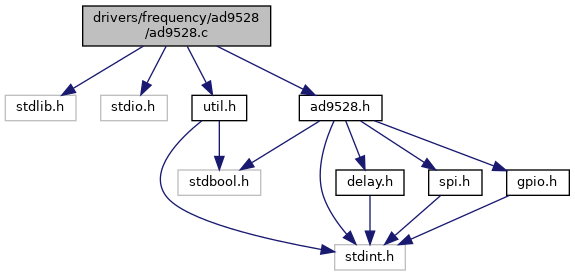 drivers/frequency/ad9528
/ad9528.c
stdlib.h
stdio.h
util.h
ad9528.h
stdbool.h
delay.h
spi.h
gpio.h
stdint.h